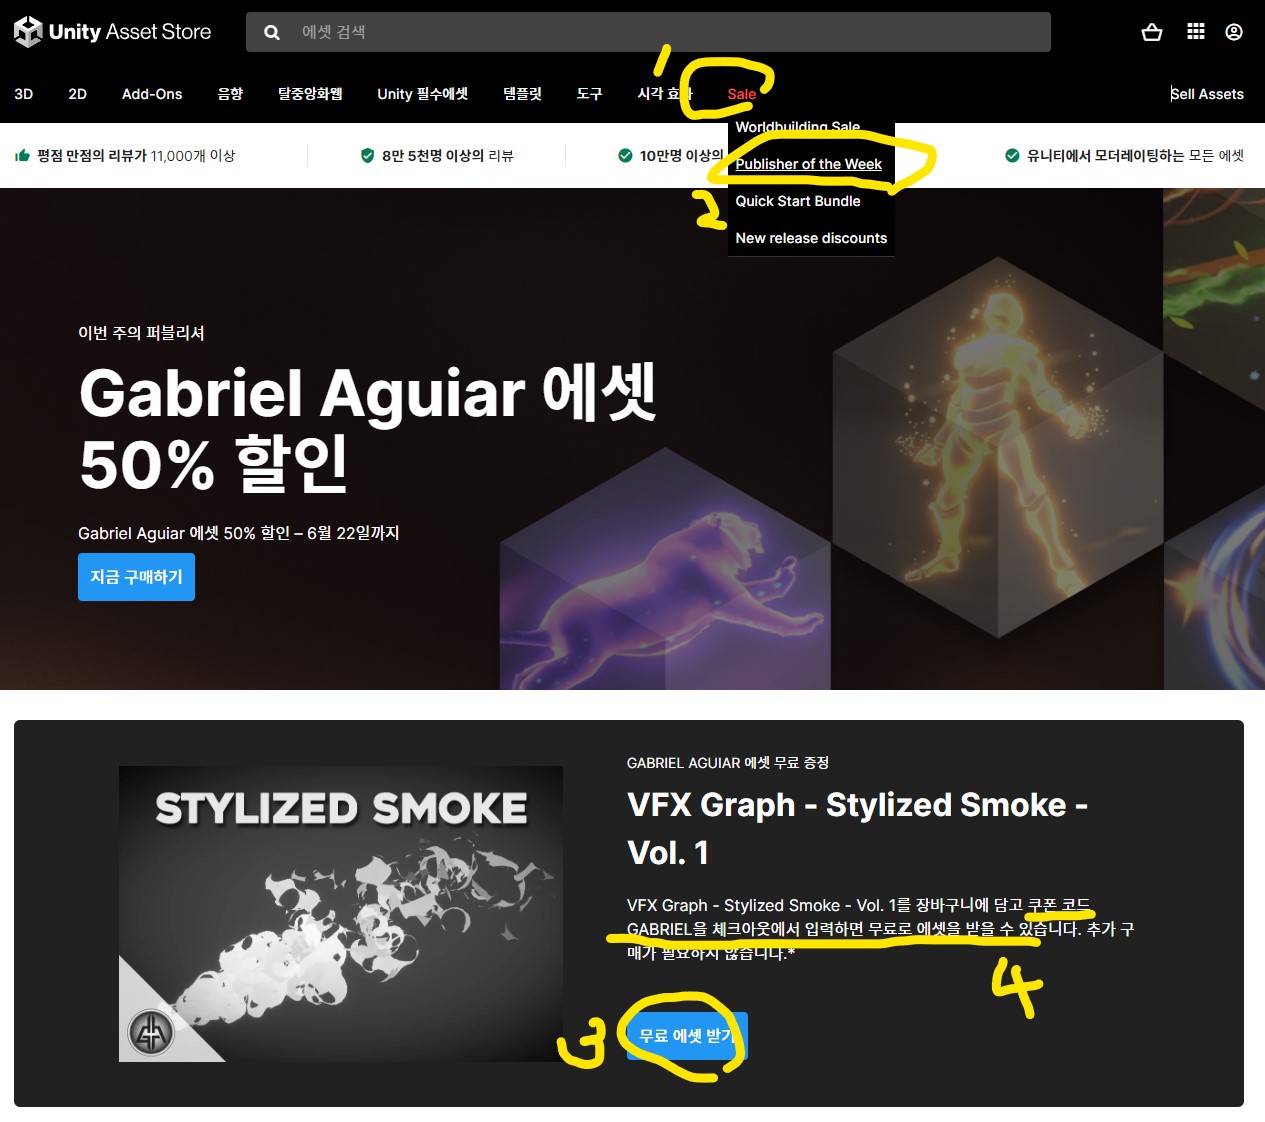 Unity Asset Store
에셋 검색
3D 2D Add-Ons 음향 탈중앙화웹 Unity 필수에셋 템플릿 도구 시각 효과 Sale Sell Assets
1
Worldbuilding Sale
Publisher of the Week
Quick Start Bundle
New release discounts
2
평점 만점의 리뷰가 11,000개 이상
8만 5천명 이상의 리뷰
10만명 이상의
유니티에서 모더레이팅하는 모든 에셋
이번 주의 퍼블리셔
Gabriel Aguiar 에셋
50% 할인
Gabriel Aguiar 에셋 50% 할인 – 6월 22일까지
지금 구매하기
STYLIZED SMOKE
GABRIEL AGUIAR 에셋 무료 증정
VFX Graph - Stylized Smoke -
Vol. 1
VFX Graph - Stylized Smoke - Vol. 1를 장바구니에 담고 쿠폰 코드
GABRIEL을 체크아웃에서 입력하면 무료로 에셋을 받을 수 있습니다. 추가 구
매가 필요하지 않습니다.*
4
3
무료 에셋 받기